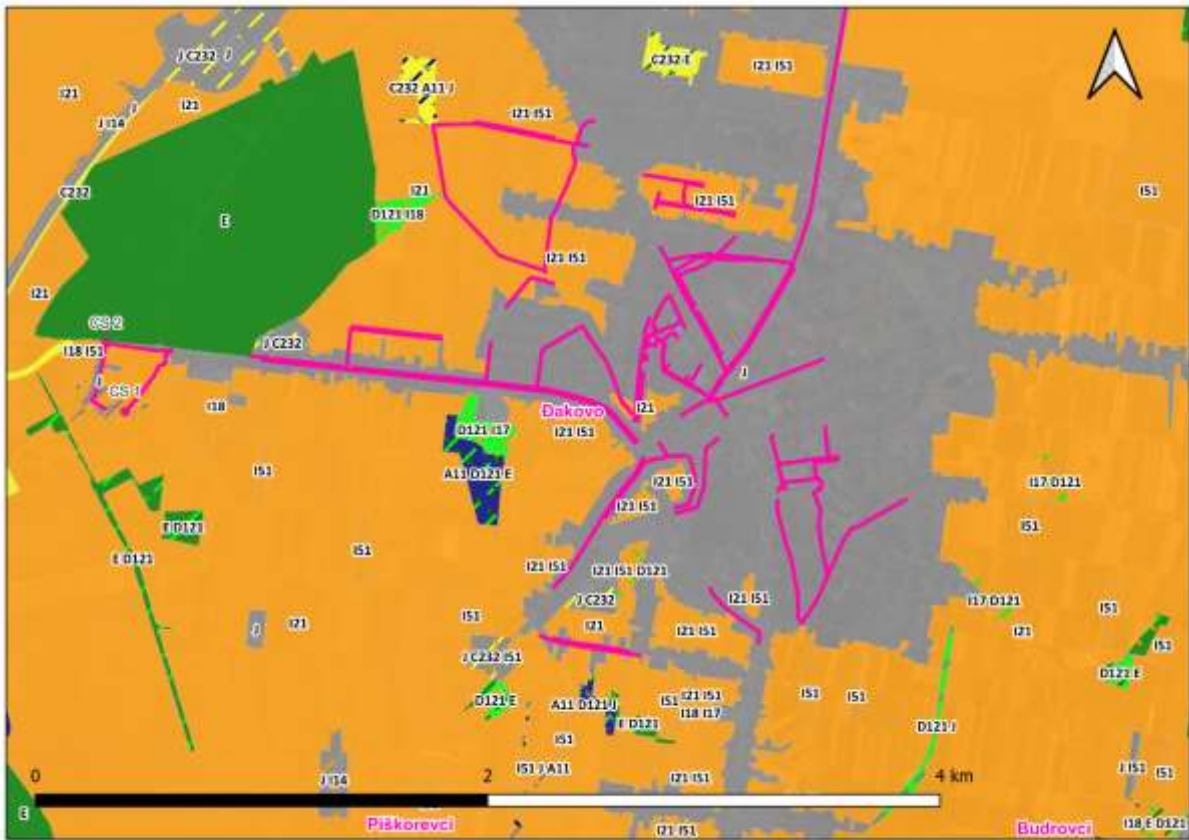 J C232 J
C232 E
I21 I51
I21
C232 A11 J
I21
I21 I51
J I14
J
C232
I21
I51
I21 I51
D121 I18
E
I21 I51
I21
CS 2
J C232
I18 I51
J
J
CS 1
I18
Đakovo
I21
D121 I17
I21 I51
I51
A11 D121 E
I21 I51
I17 D121
I21 I51
E D121
I51
I51
E D121
I21 I51
I21 I51 D121
I21 I51
J C232
I17 D121
I51
I51
J
I21
I21
I21 I51
I21
I51
J C232 I51
D121 E
D121 E
I51
I51
I21 I51
I51
A11 D121 J
I18 I17
E D121
D121 J
I51
I51 J A11
J I51
I51
0
2
4 km
J I14
I21 I51
E
Piškorevci
I21 I51
Budrovci
I18 E D121